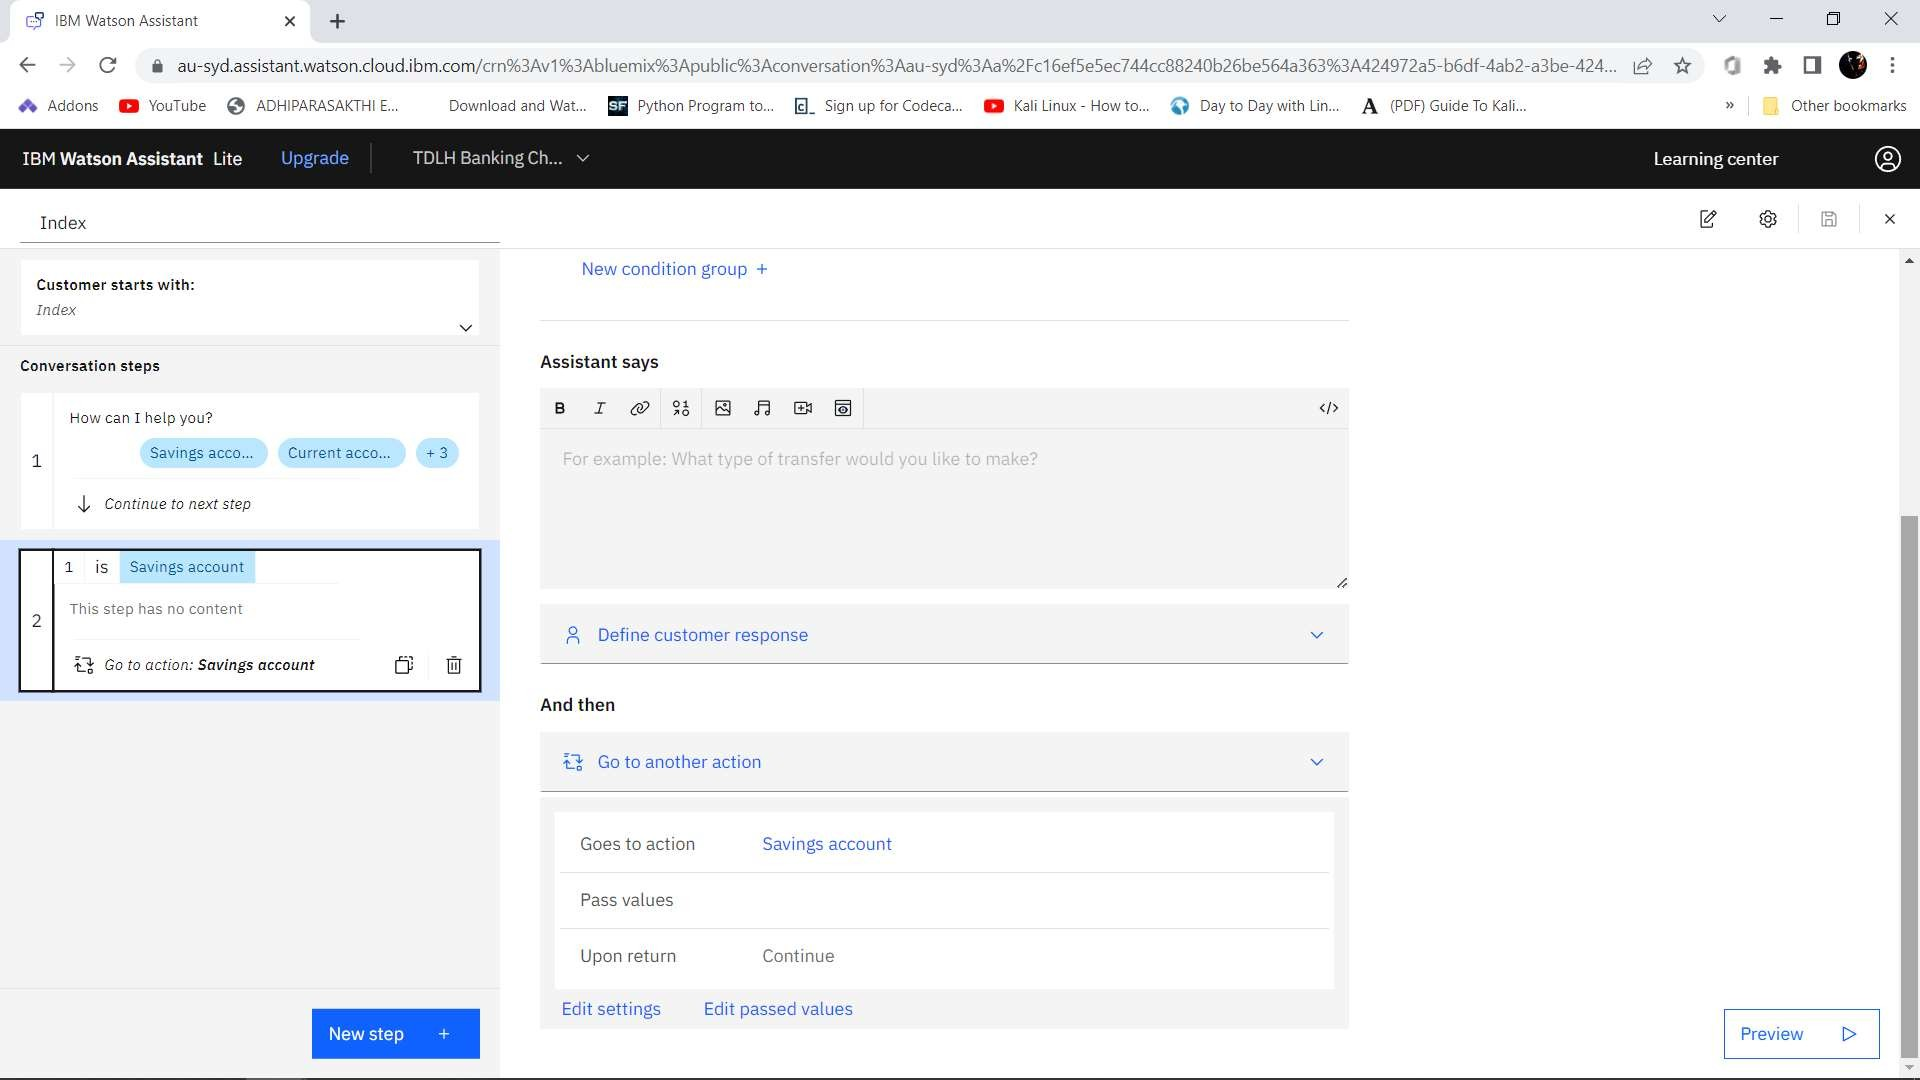 IBM Watson Assistant
au-syd.assistant.watson.cloud.ibm.com/crn%3Av1%3Abluemix%3Apublic%3Aconversation%3Aau-syd%3Aa%2Fc16ef5e5ec744cc88240b26be564a363%3A424972a5-b6df-4ab2-a3be-424...
Addons YouTube ADHIPARASAKTHI E... Download and Wat... SF Python Program to... c_ Sign up for Codeca... Kali Linux - How to... Day to Day with Lin... A (PDF) Guide To Kali... » Other bookmarks
IBM Watson Assistant Lite Upgrade TDLH Banking Ch... Learning center
Index
Customer starts with:
Index
Conversation steps
1
How can I help you?
Savings acco... Current acco... + 3
Continue to next step
2
1 is Savings account
This step has no content
Go to action: Savings account
New step +
New condition group +
Assistant says
B I </>
For example: What type of transfer would you like to make?
Define customer response
And then
Go to another action
Goes to action Savings account
Pass values
Upon return Continue
Edit settings Edit passed values
Preview